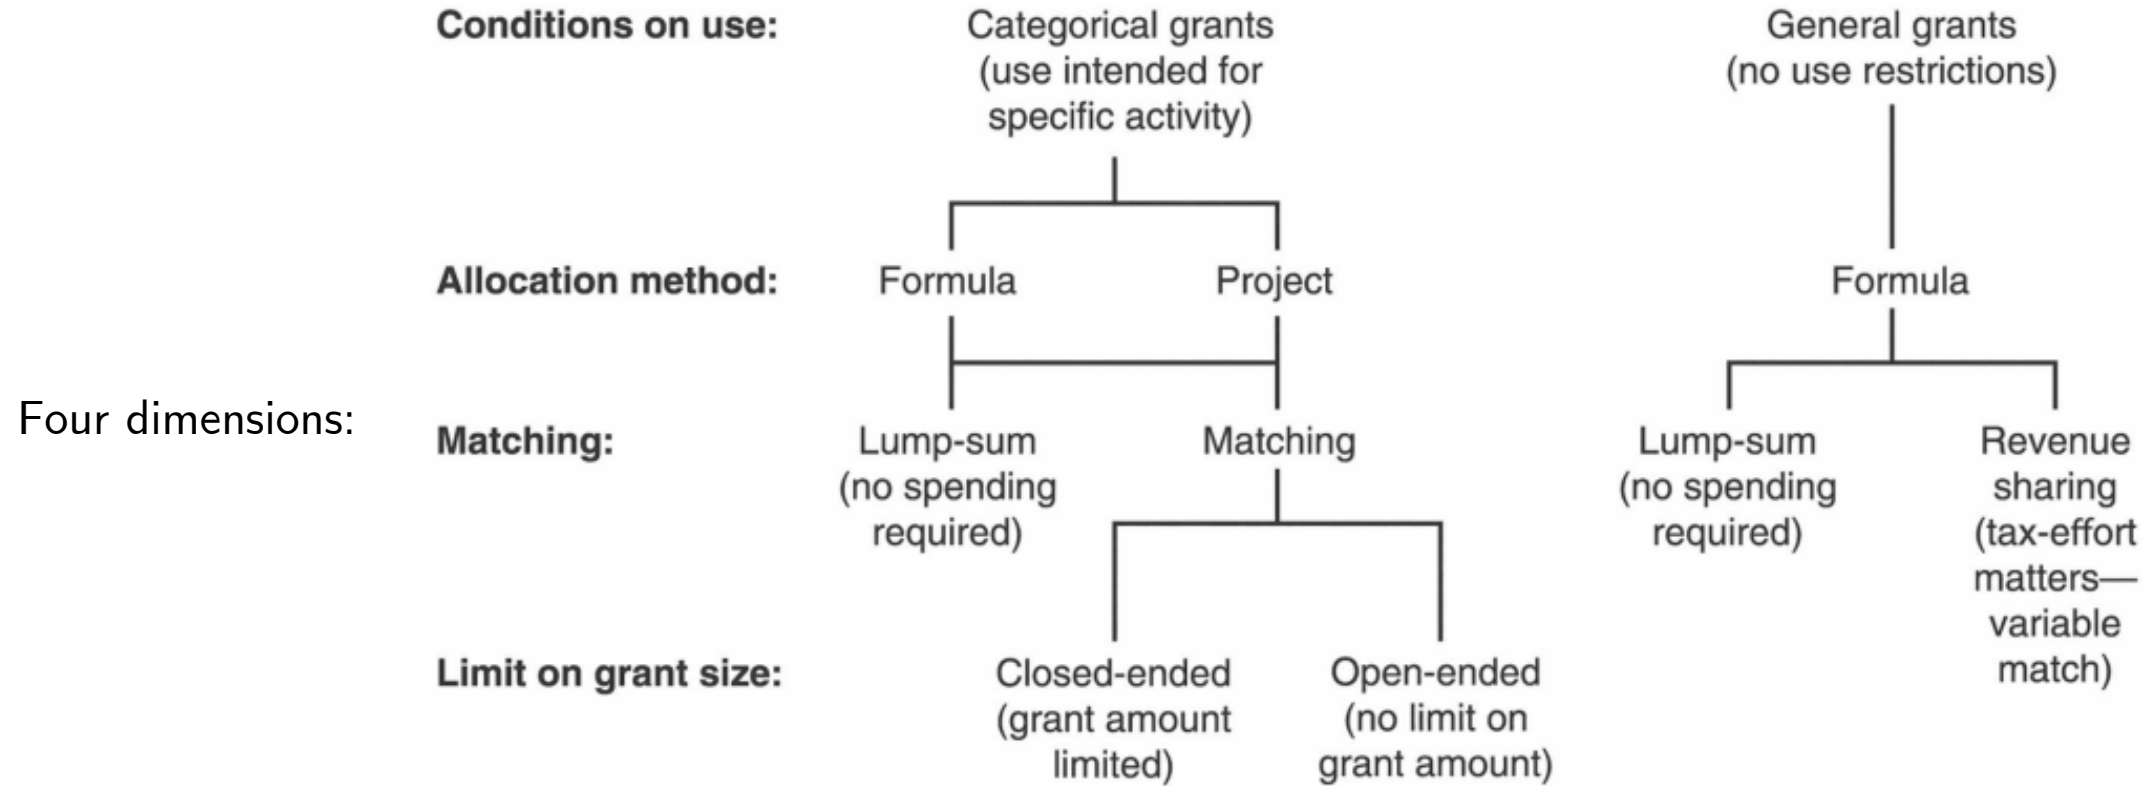 Four dimensions:
Conditions on use:
Categorical grants
(use intended for
specific activity)
General grants
(no use restrictions)
Allocation method:
Formula
Project
Formula
Matching:
Lump-sum
(no spending
required)
Matching
Lump-sum
(no spending
required)
Revenue
sharing
(tax-effort
matters—
variable
match)
Limit on grant size:
Closed-ended
(grant amount
limited)
Open-ended
(no limit on
grant amount)